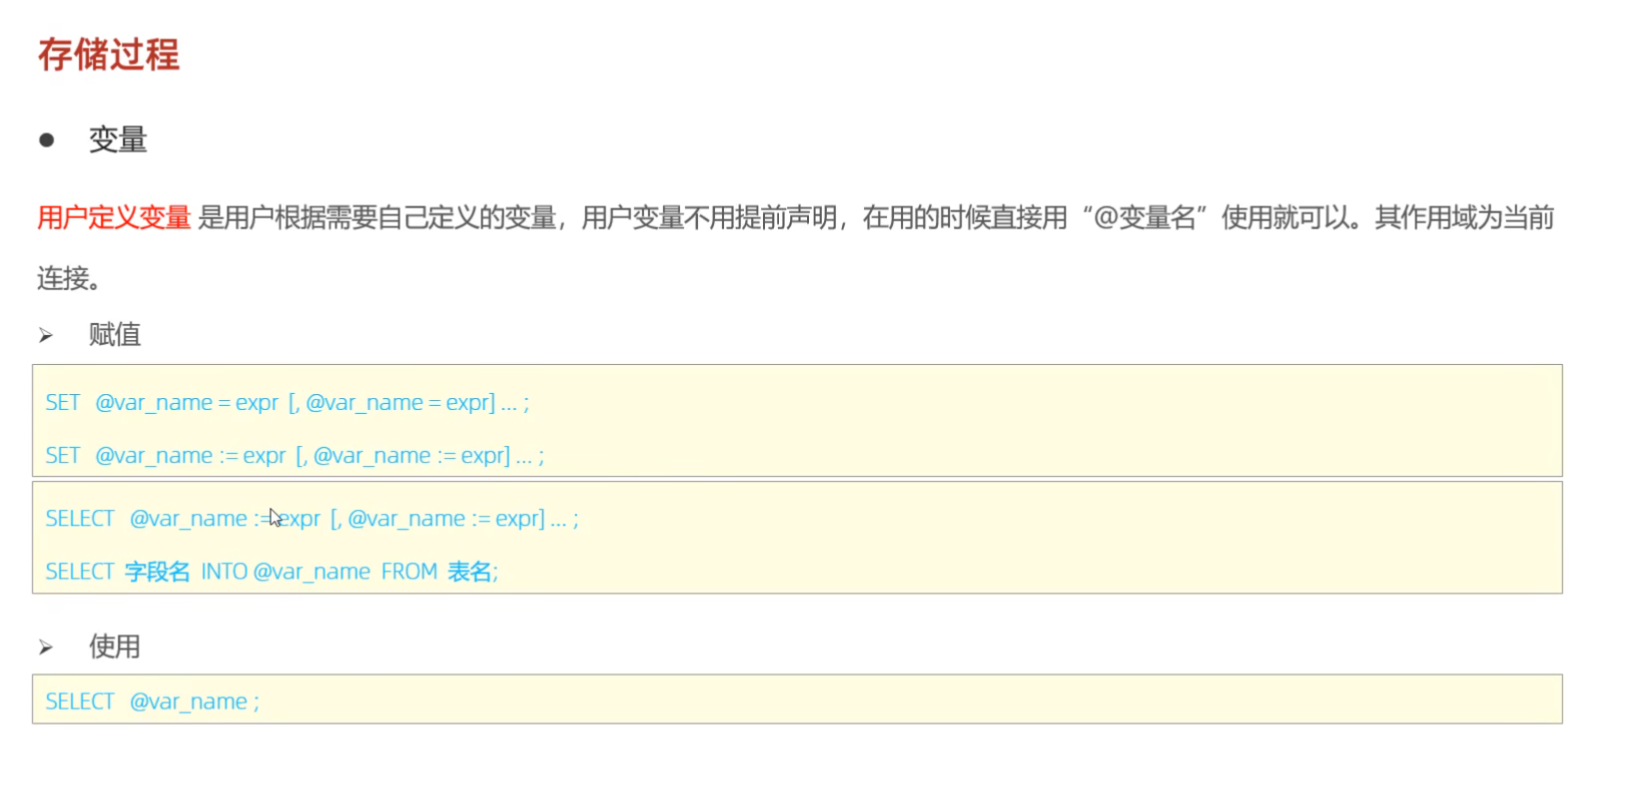 存储过程
● 变量
用户定义变量 是用户根据需要自己定义的变量，用户变量不用提前声明，在用的时候直接用“@变量名”使用就可以。其作用域为当前
连接。
➢ 赋值
SET @var_name = expr [, @var_name = expr] ... ;
SET @var_name := expr [, @var_name := expr] ... ;
SELECT @var_name := expr [, @var_name := expr] ... ;
SELECT 字段名 INTO @var_name FROM 表名;
➢ 使用
SELECT @var_name ;